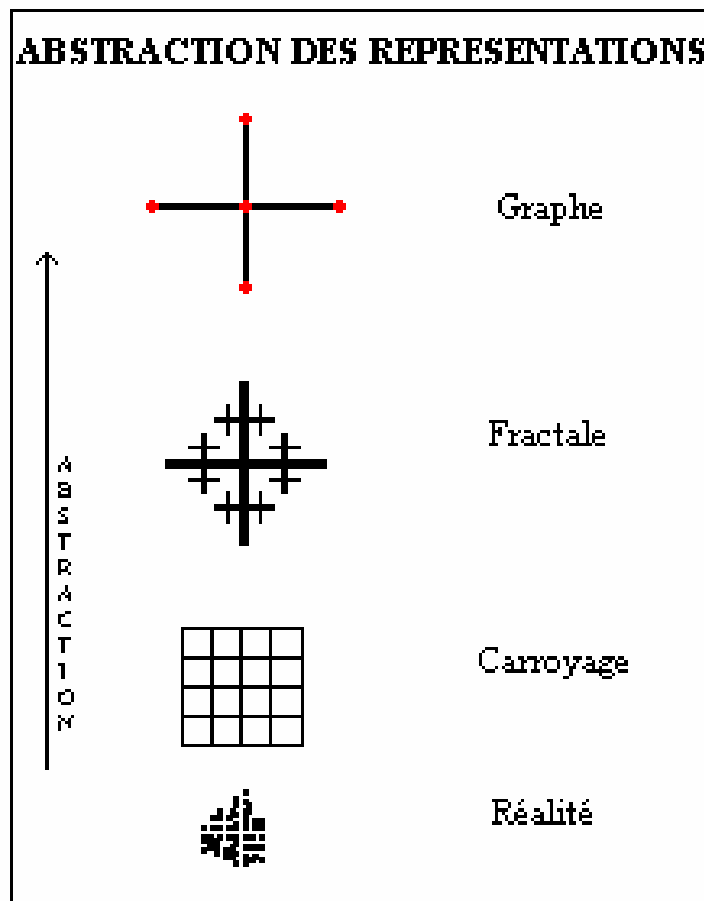 ABSTRACTION DES REPRESENTATIONS
Graphe
Fractale
ABSTRACTION
Carroyage
Réalité